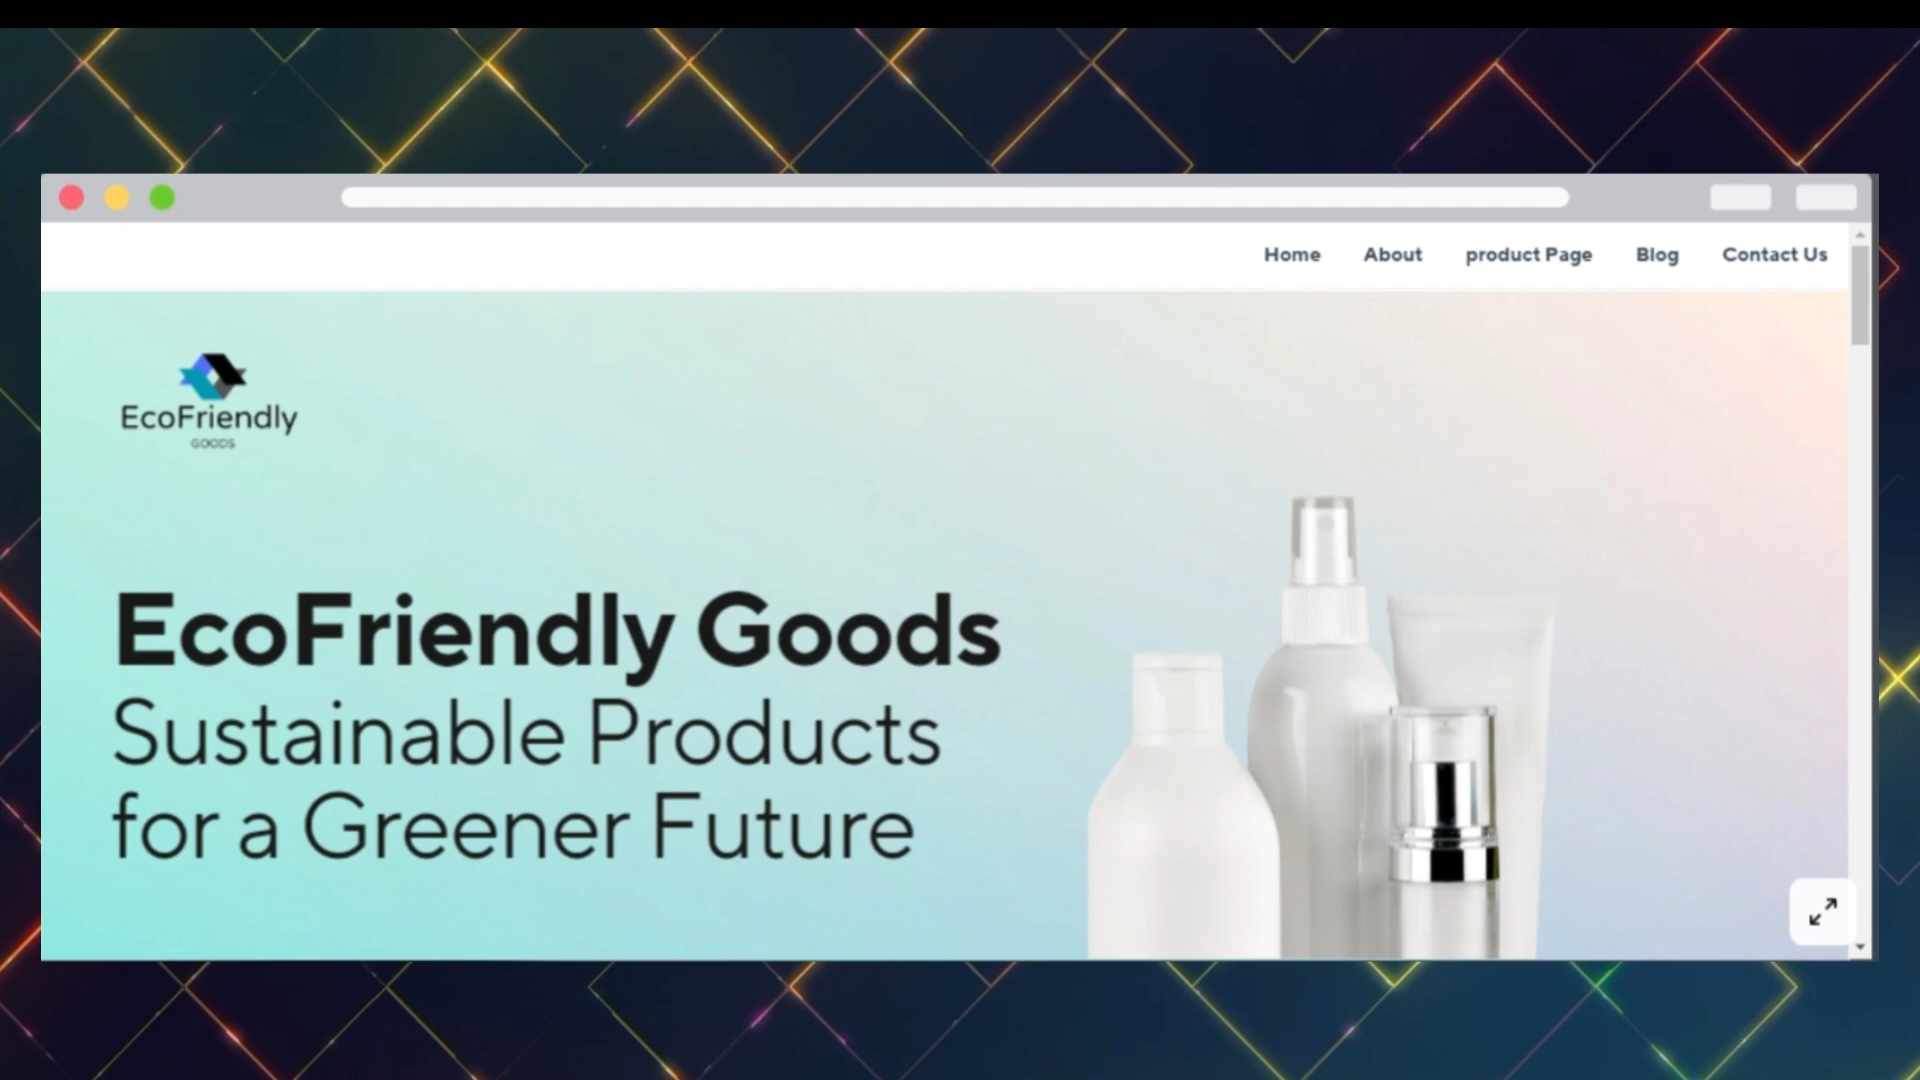 Home About product Page Blog Contact Us
EcoFriendly
GOODS
EcoFriendly Goods
Sustainable Products
for a Greener Future